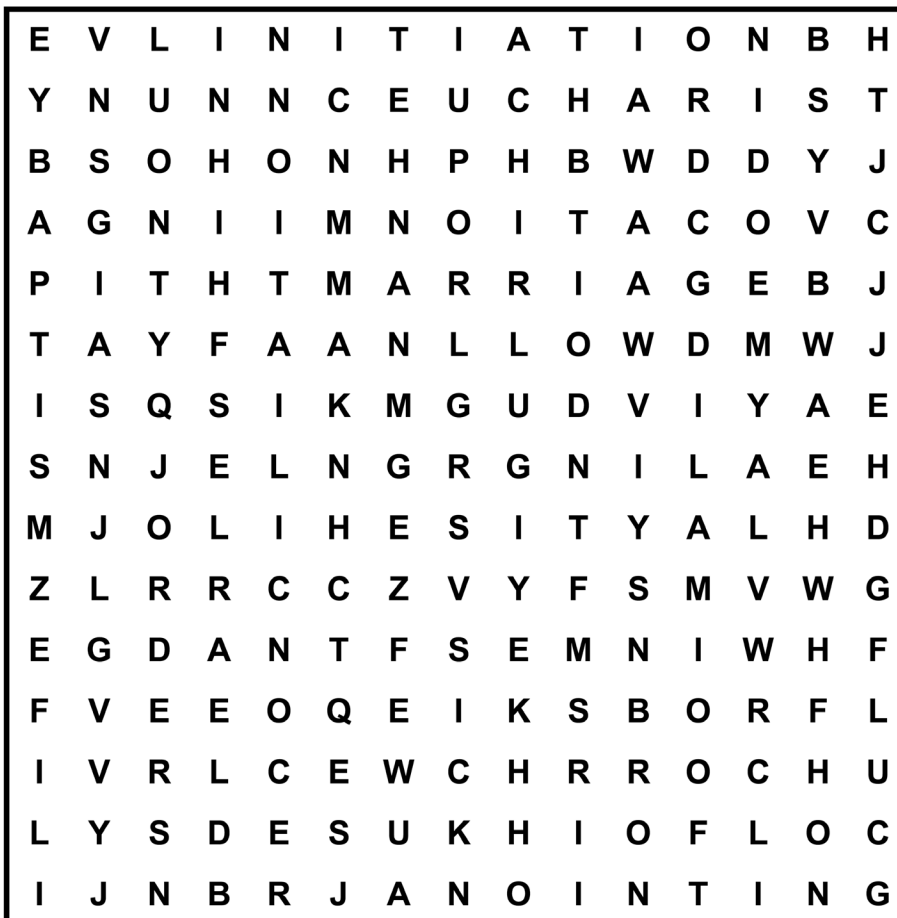 E V L I N I T I A T I O N B H
Y N U N N C E U C H A R I S T
B S O H O N H P H B W D D Y J
A G N I I M N O I T A C O V C
P I T H T M A R R I A G E B J
T A Y F A A N L L O W D M W J
I S Q S I K M G U D V I Y A E
S N J E L N G R G N I L A E H
M J O L I H E S I T Y A L H D
Z L R R C C Z V Y F S M V W G
E G D A N T F S E M N I W H F
F V E E O Q E I K S B O R F L
I V R L C E W C H R R O C H U
L Y S D E S U K H I O F L O C
I J N B R J A N O I N T I N G